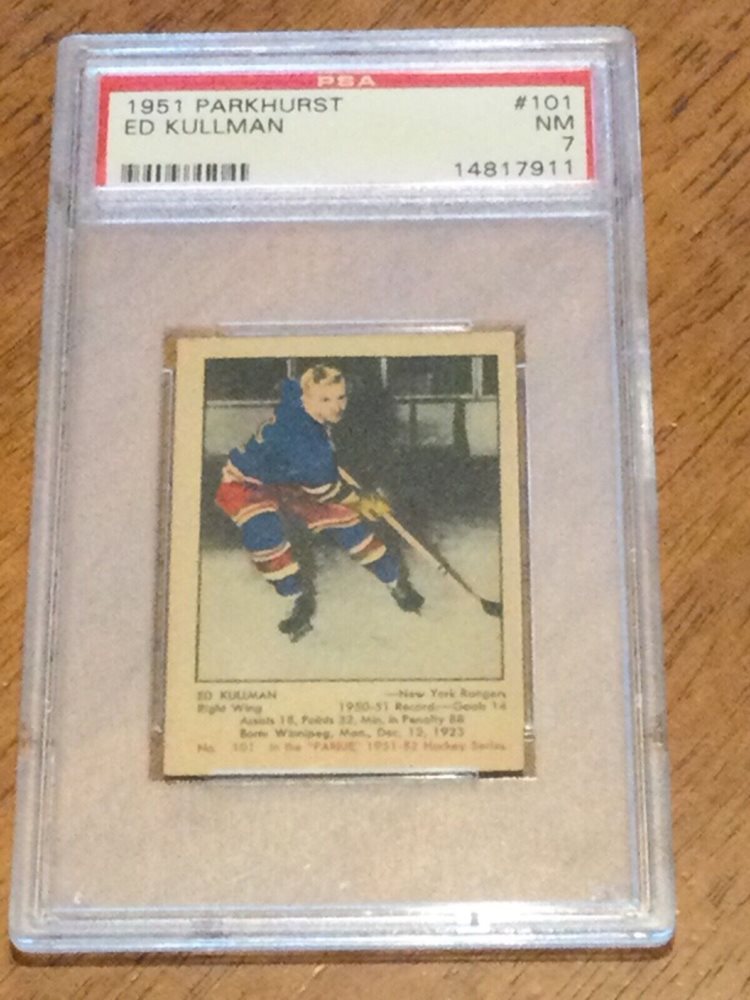 PSA
1951 PARKHURST #101
ED KULLMAN NM
7
14817911
ED KULLMAN —New York Rangers
Right Wing 1950-51 Record—Goals 14
Assists 18, Points 32, Min. in Penalty 88
Born: Winnipeg, Man., Dec. 12, 1923
No. 101 In the "PARKIE" 1951-52 Hockey Series.